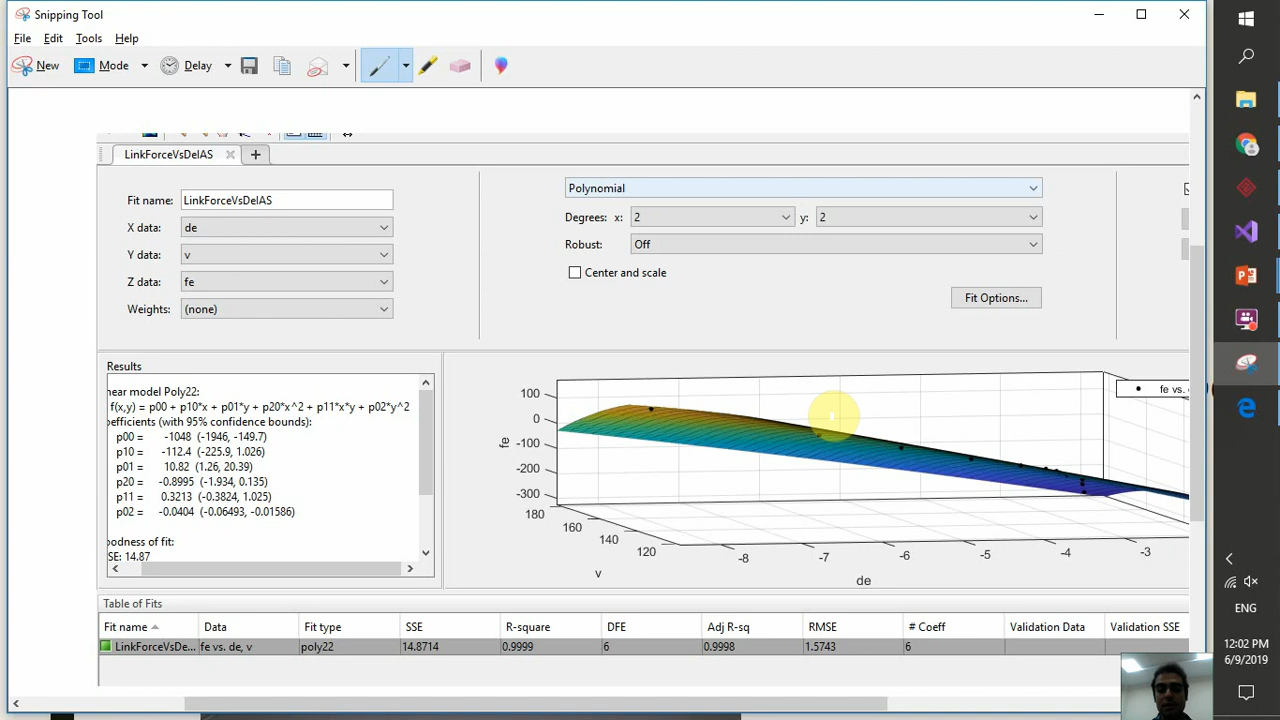 Snipping Tool
File Edit Tools Help
New Mode Delay
LinkForceVsDelAS
Fit name: LinkForceVsDelAS
X data: de
Y data: v
Z data: fe
Weights: (none)
Polynomial
Degrees: x: 2 y: 2
Robust: Off
Center and scale
Fit Options...
Results
near model Poly22:
f(x,y) = p00 + p10*x + p01*y + p20*x^2 + p11*x*y + p02*y^2
oefficients (with 95% confidence bounds):
p00 = -1048 (-1946, -149.7)
p10 = -112.4 (-225.9, 1.026)
p01 = 10.82 (1.26, 20.39)
p20 = -0.8995 (-1.934, 0.135)
p11 = 0.3213 (-0.3824, 1.025)
p02 = -0.0404 (-0.06493, -0.01586)
oodness of fit:
SE: 14.87
fe vs.
100
0
-100
-200
-300
fe
180
160
140
120
v
-8 -7 -6 -5 -4 -3
de
Table of Fits
Fit name Data Fit type SSE R-square DFE Adj R-sq RMSE # Coeff Validation Data Validation SSE
LinkForceVsDe... fe vs. de, v poly22 14.8714 0.9999 6 0.9998 1.5743 6
ENG
12:02 PM
6/9/2019